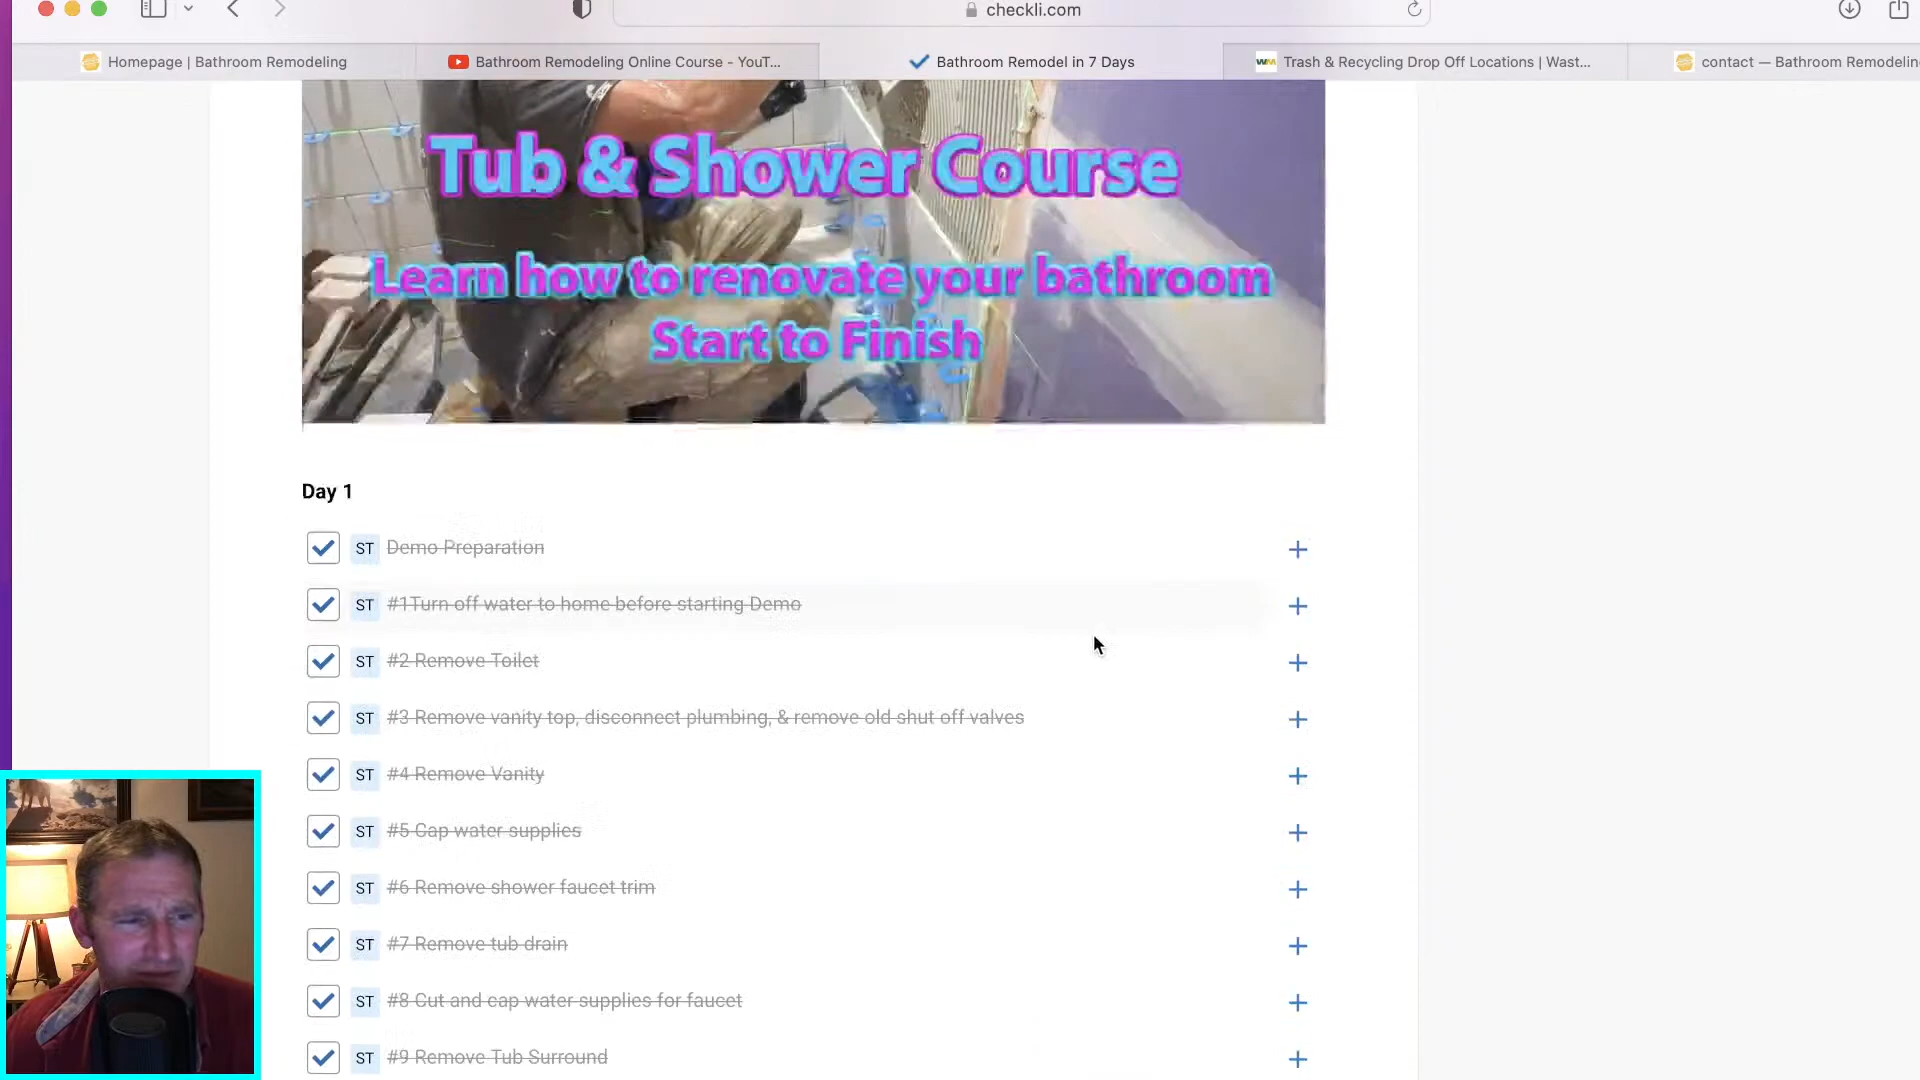 checkli.com
Homepage | Bathroom Remodeling
Bathroom Remodeling Online Course - YouT...
Bathroom Remodel in 7 Days
Trash & Recycling Drop Off Locations | Wast...
contact — Bathroom Remodelin
Tub & Shower Course
Learn how to renovate your bathroom
Start to Finish
Day 1
ST Demo Preparation
ST #1Turn off water to home before starting Demo
ST #2 Remove Toilet
ST #3 Remove vanity top, disconnect plumbing, & remove old shut off valves
ST #4 Remove Vanity
ST #5 Cap water supplies
ST #6 Remove shower faucet trim
ST #7 Remove tub drain
ST #8 Cut and cap water supplies for faucet
ST #9 Remove Tub Surround